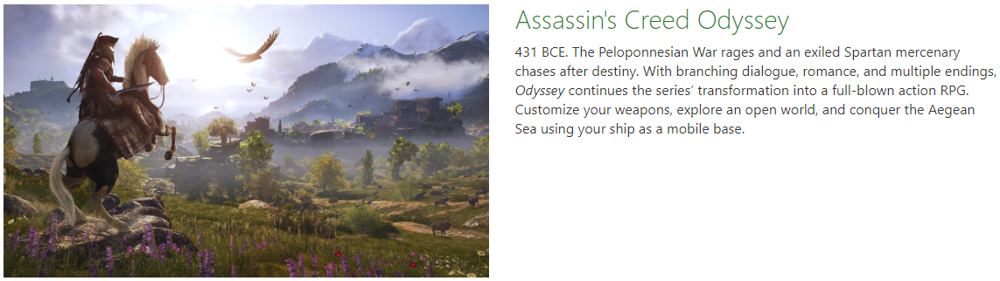 Assassin's Creed Odyssey
431 BCE. The Peloponnesian War rages and an exiled Spartan mercenary
chases after destiny. With branching dialogue, romance, and multiple endings,
Odyssey continues the series’ transformation into a full-blown action RPG.
Customize your weapons, explore an open world, and conquer the Aegean
Sea using your ship as a mobile base.